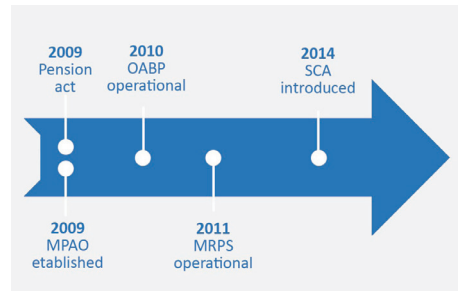 2009
Pension
act
2010
OABP
operational
2014
SCA
introduced
2009
MPAO
etablished
2011
MRPS
operational